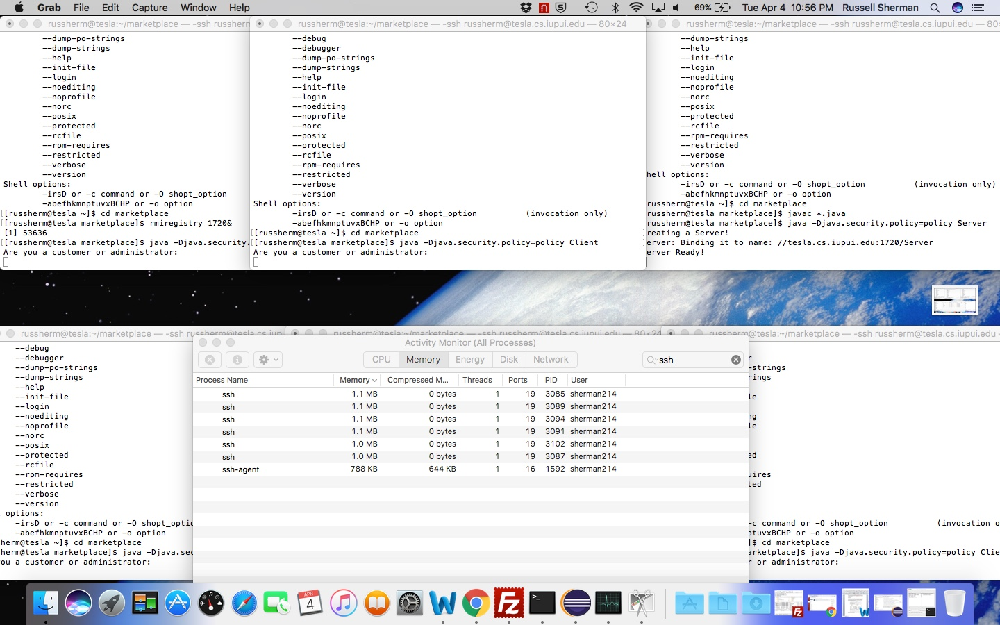 Grab File Edit Capture Window Help 69% Tue Apr 4 10:56 PM Russell Sherman
russherm@tesla:~/marketplace — -ssh russherm
--dump-po-strings
--dump-strings
--help
--init-file
--login
--noediting
--noprofile
--norc
--posix
--protected
--rcfile
--rpm-requires
--restricted
--verbose
--version
Shell options:
-irsD or -c command or -O shopt_option
-abefhkmnptuvxBCHP or -o option
[[russherm@tesla ~]$ cd marketplace
[[russherm@tesla marketplace]$ rmiregistry 1720&
[1] 53636
[[russherm@tesla marketplace]$ java -Djava.security.
Are you a customer or administrator:
russherm@tesla:~/marketplace — -ssh russherm@tesla.cs.iupui.edu — 80×24
--debug
--debugger
--dump-po-strings
--dump-strings
--help
--init-file
--login
--noediting
--noprofile
--norc
--posix
--protected
--rcfile
--rpm-requires
--restricted
--verbose
--version
Shell options:
-irsD or -c command or -O shopt_option (invocation only)
-abefhkmnptuvxBCHP or -o option
[[russherm@tesla ~]$ cd marketplace
[[russherm@tesla marketplace]$ java -Djava.security.policy=policy Client
Are you a customer or administrator:
russherm@tesla:~/marketplace — -ssh russherm@tesla.cs.iupui.edu — 80
--dump-strings
--help
--init-file
--login
--noediting
--noprofile
--norc
--posix
--protected
--rcfile
--rpm-requires
--restricted
--verbose
--version
hell options:
-irsD or -c command or -O shopt_option (invocation only)
-abefhkmnptuvxBCHP or -o option
[russherm@tesla ~]$ cd marketplace
[russherm@tesla marketplace]$ javac *.java
[russherm@tesla marketplace]$ java -Djava.security.policy=policy Server
reating a Server!
erver: Binding it to name: //tesla.cs.iupui.edu:1720/Server
erver Ready!
russherm@tesla:~/marketplace — -ssh russherm@tesla.cs.iupui
--debug
--debugger
--dump-po-strings
--dump-strings
--help
--init-file
--login
--noediting
--noprofile
--norc
--posix
--protected
--rcfile
--rpm-requires
--restricted
--verbose
--version
options:
-irsD or -c command or -O shopt_optio
-abefhkmnptuvxBCHP or -o option
herm@tesla ~]$ cd marketplace
herm@tesla marketplace]$ java -Djava.sec
ou a customer or administrator:
russherm@tesla:~/marketplace — -ssh russherm@tesla.cs.iupui.edu — 80×24
Activity Monitor (All Processes)
CPU Memory Energy Disk Network ssh
Process Name Memory Compressed M... Threads Ports PID User
ssh 1.1 MB 0 bytes 1 19 3085 sherman214
ssh 1.1 MB 0 bytes 1 19 3089 sherman214
ssh 1.1 MB 0 bytes 1 19 3094 sherman214
ssh 1.1 MB 0 bytes 1 19 3091 sherman214
ssh 1.0 MB 0 bytes 1 19 3102 sherman214
ssh 1.0 MB 0 bytes 1 19 3087 sherman214
ssh-agent 788 KB 644 KB 1 16 1592 sherman214
russherm@tesla:~/marketplace — -ssh russherm@tesla.cs.iupui.edu
r
strings
ings
le
ng
le
ed
uires
ted
-c command or -O shopt_option (invocation o
ptuvxBCHP or -o option
]$ cd marketplace
arketplace]$ java -Djava.security.policy=policy Clie
r or administrator:
APR
4